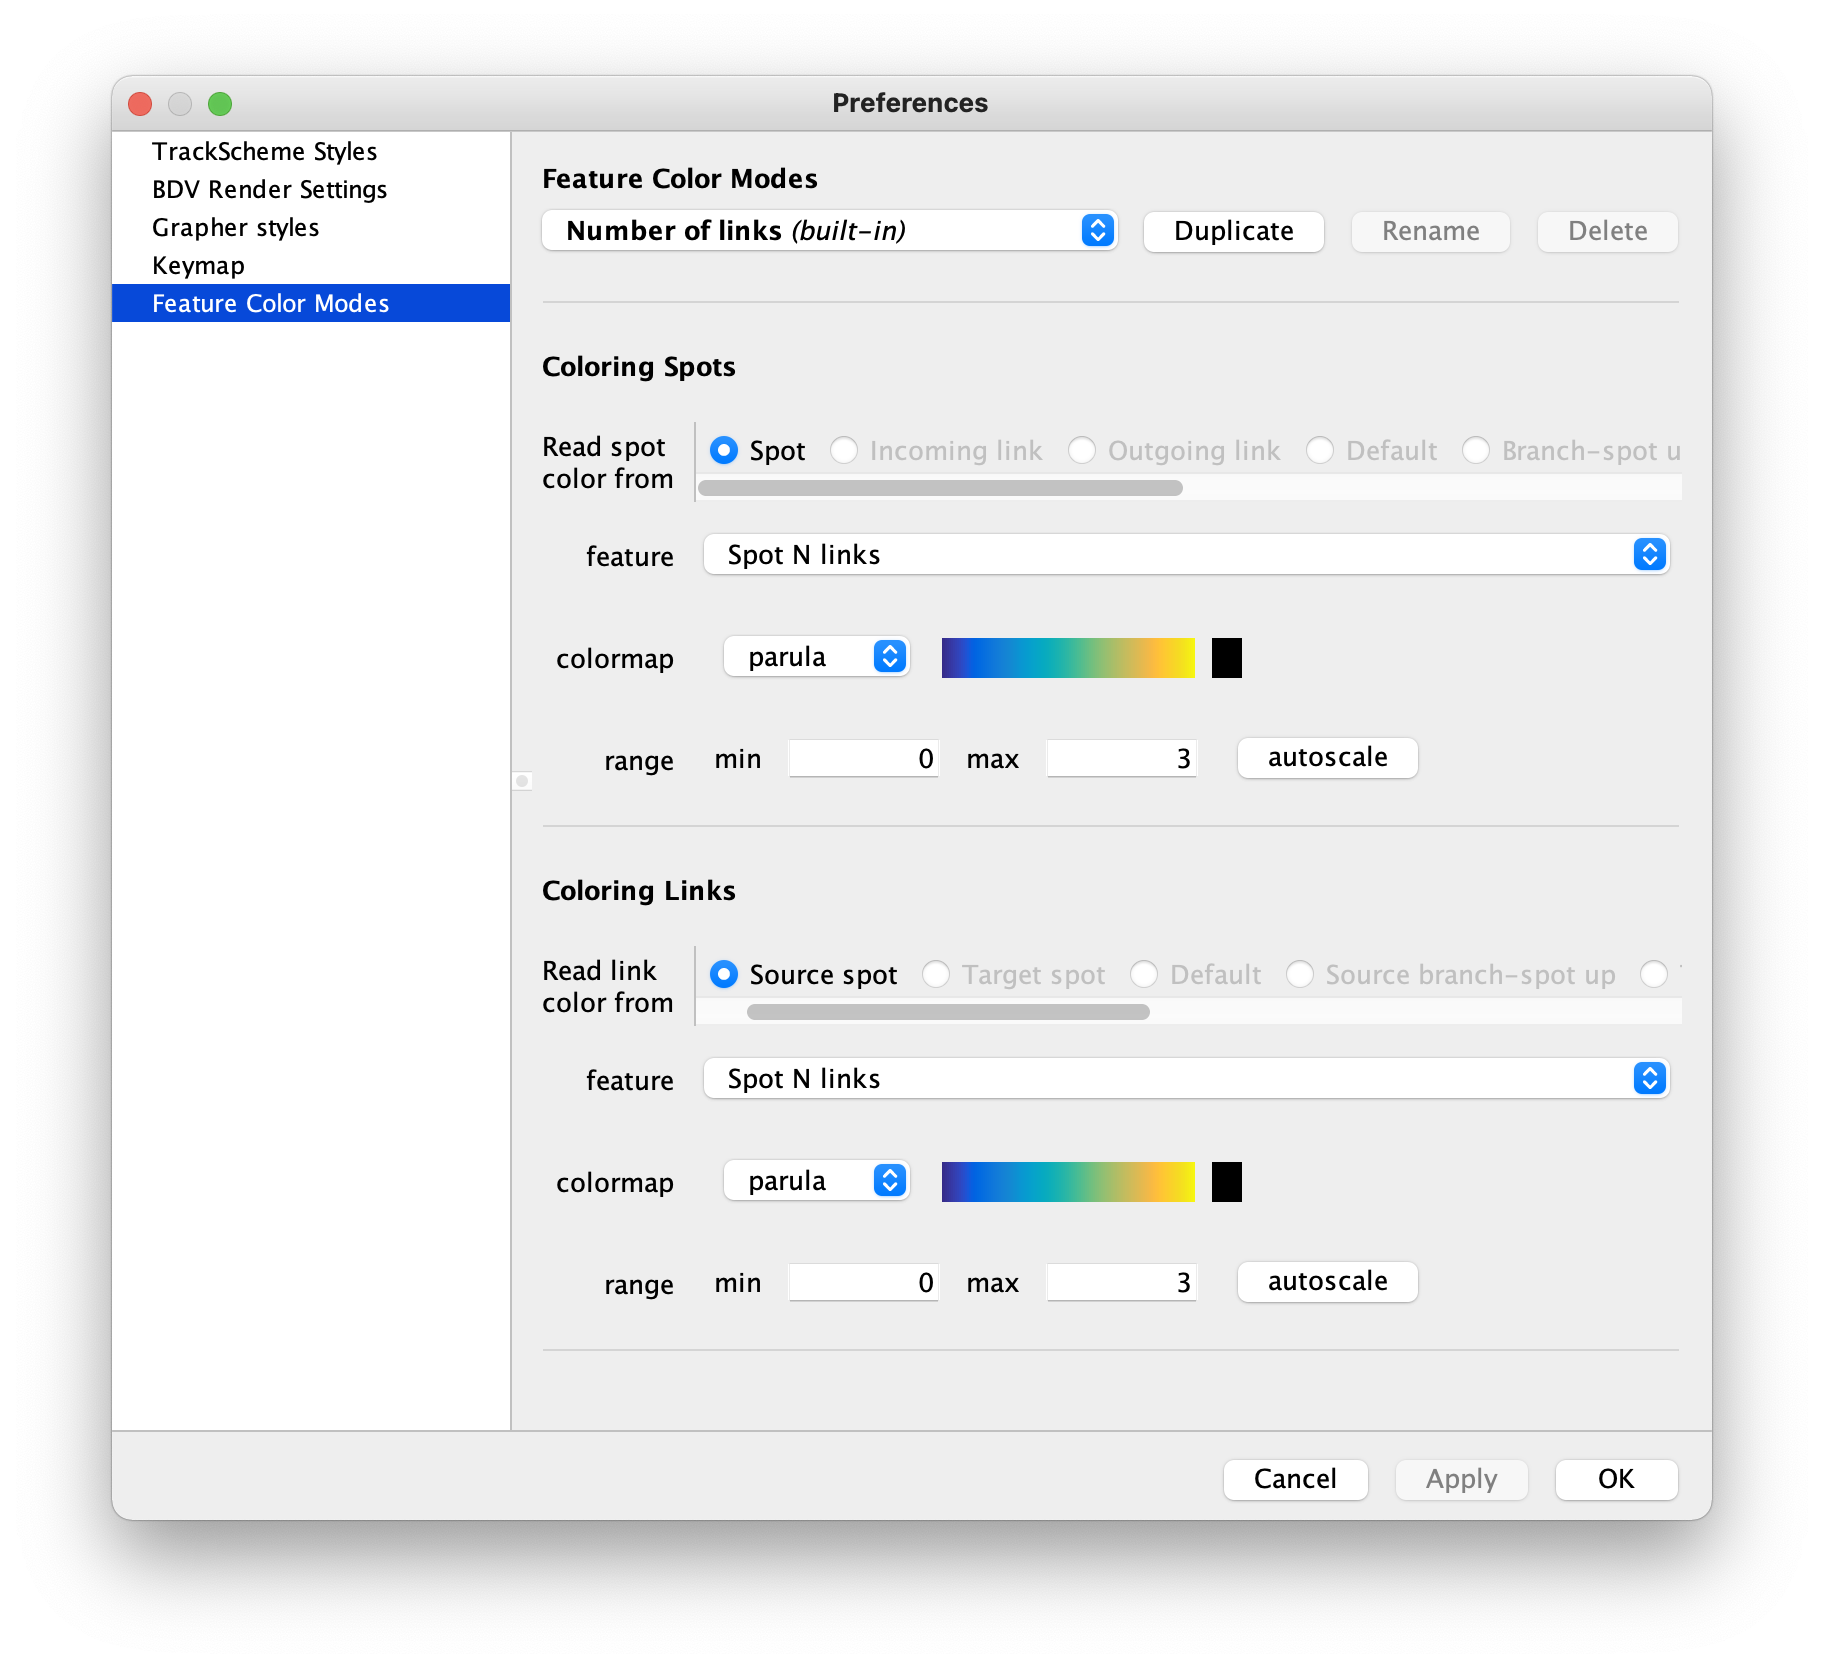 Preferences
TrackScheme Styles
BDV Render Settings
Grapher styles
Keymap
Feature Color Modes
Feature Color Modes
Number of links (built-in) Duplicate Rename Delete
Coloring Spots
Read spot color from Spot Incoming link Outgoing link Default Branch-spot u
feature Spot N links
colormap parula
range min 0 max 3 autoscale
Coloring Links
Read link color from Source spot Target spot Default Source branch-spot up
feature Spot N links
colormap parula
range min 0 max 3 autoscale
Cancel Apply OK